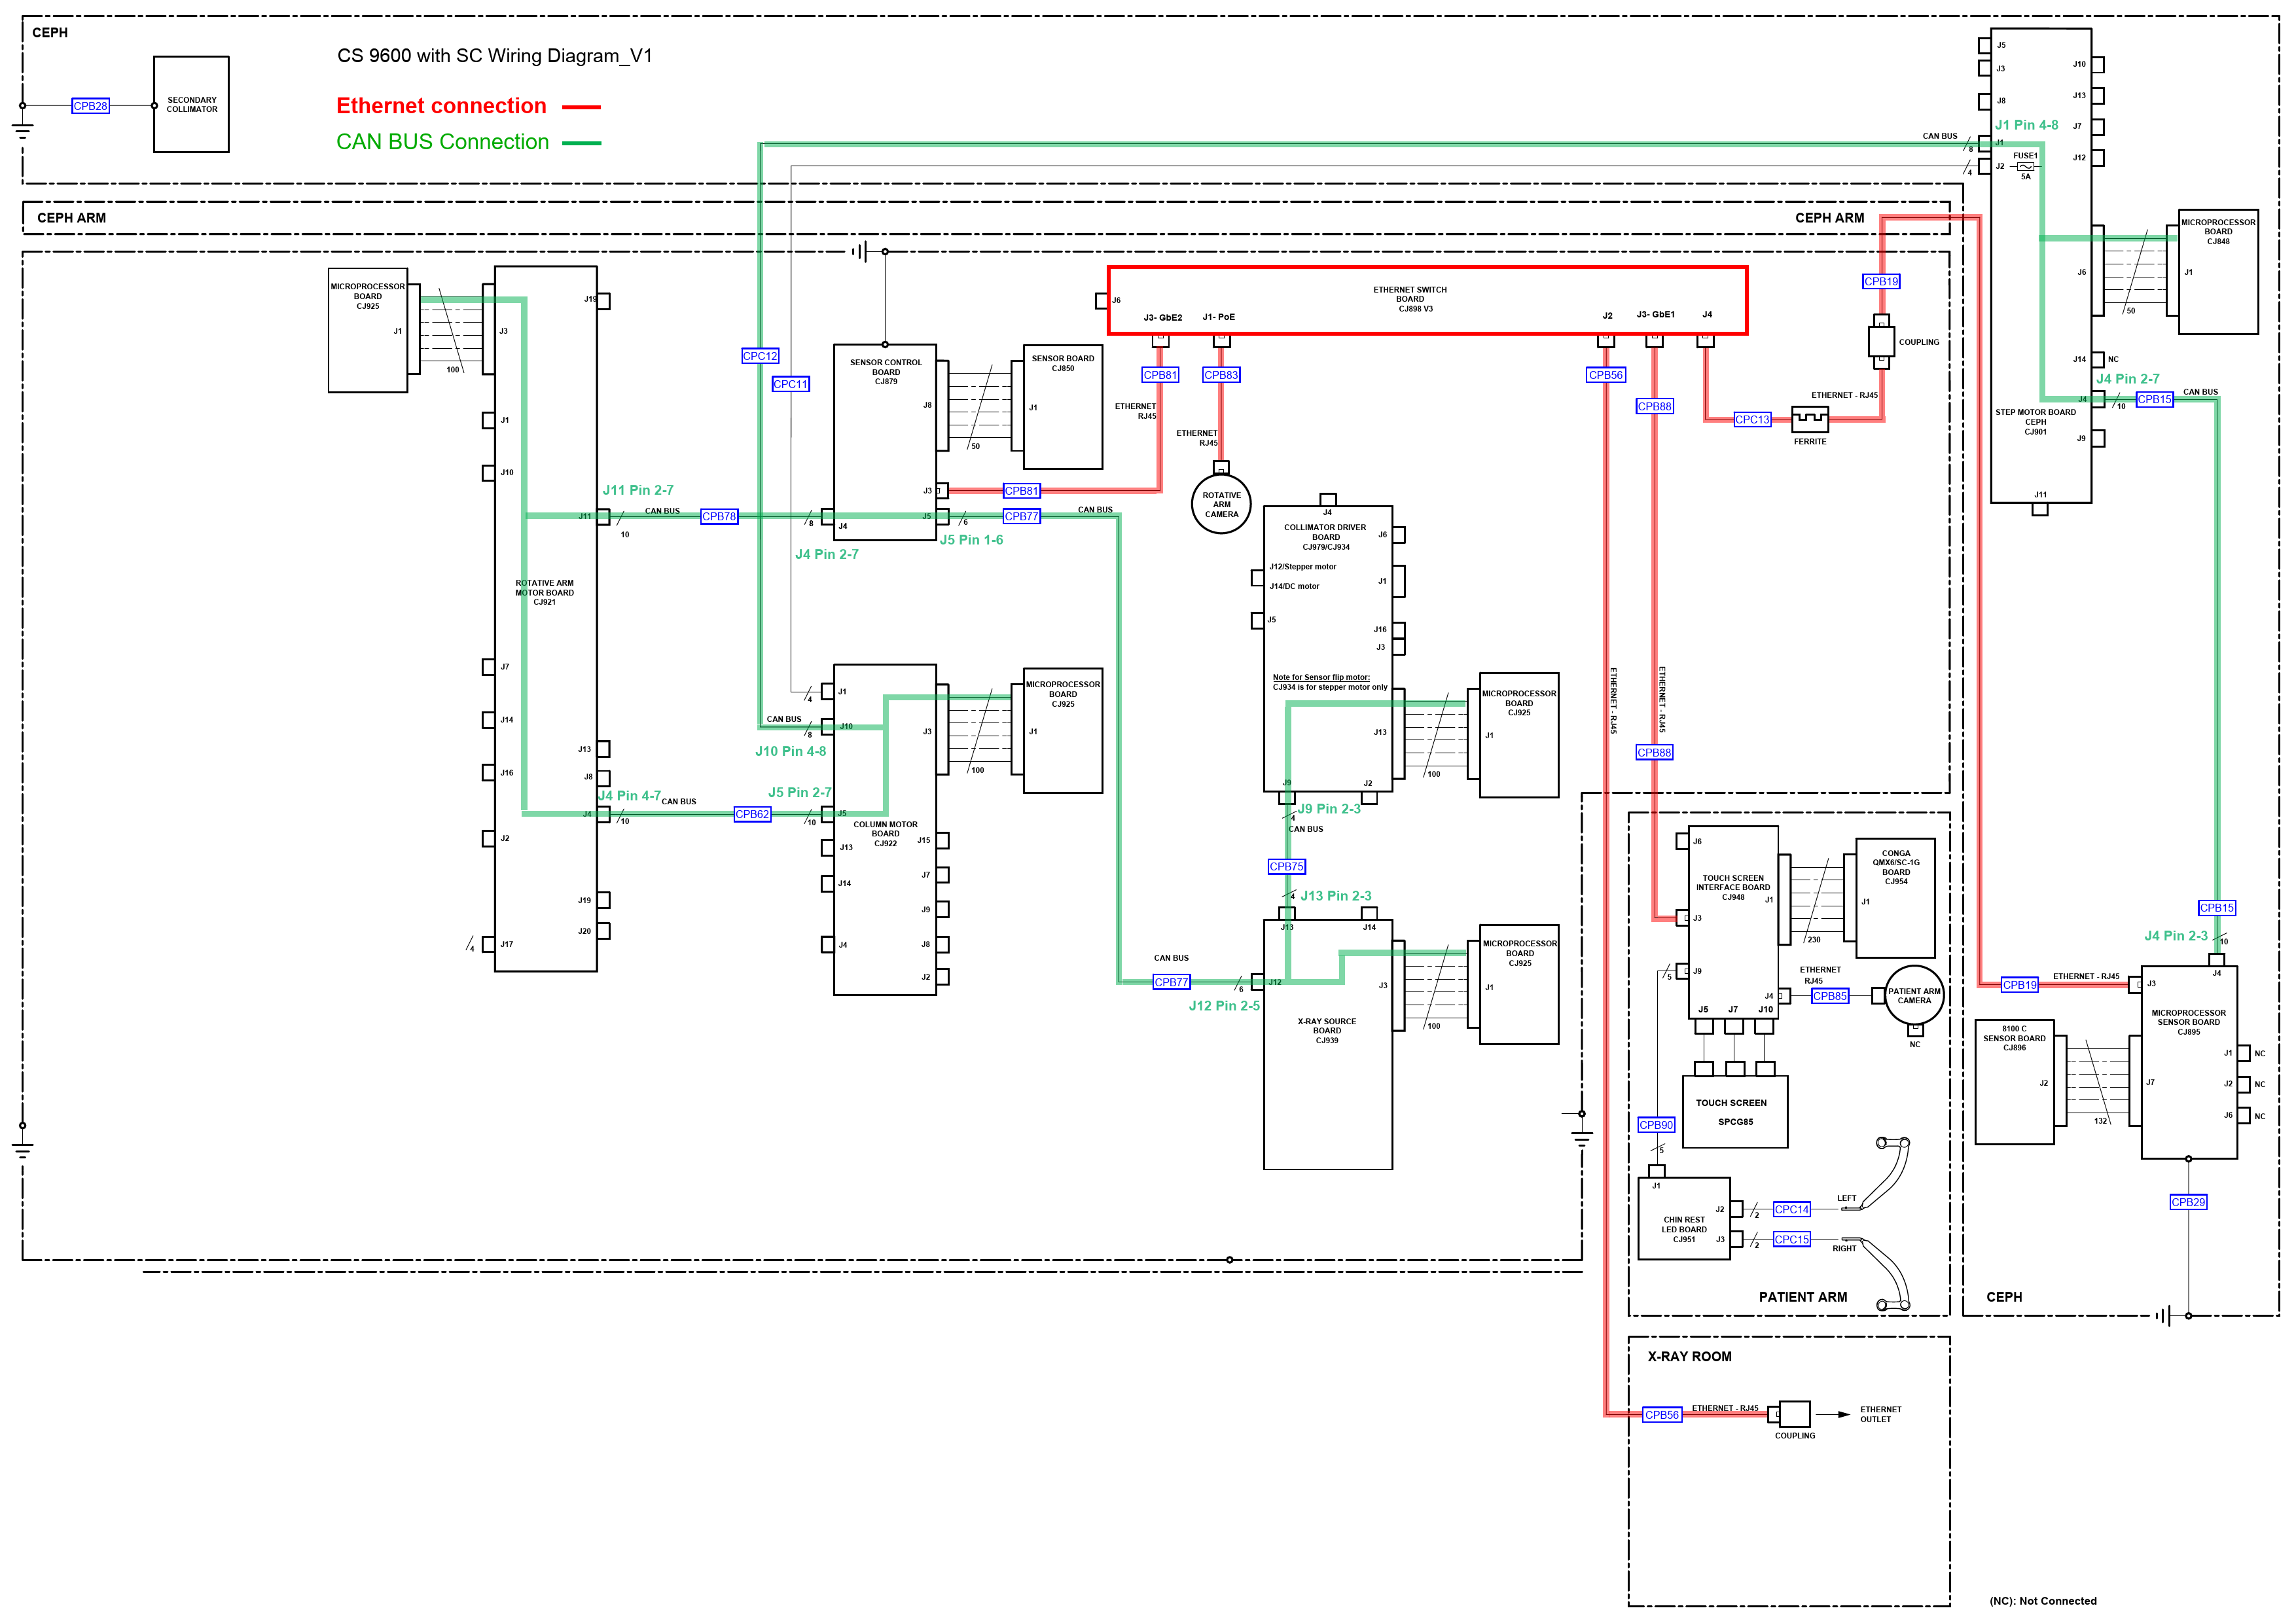 CEPH
CS 9600 with SC Wiring Diagram_V1
Ethernet connection
CAN BUS Connection
CPB28
SECONDARY
COLLIMATOR
CEPH ARM
CEPH ARM
J5
J3
J8
J1 Pin 4-8
J1
J2
FUSE1
5A
J10
J13
J7
J12
CAN BUS
8
4
MICROPROCESSOR
BOARD
CJ848
J6
J1
50
J14
NC
J4 Pin 2-7
J4
10
CPB15
CAN BUS
STEP MOTOR BOARD
CEPH
CJ901
J9
J11
MICROPROCESSOR
BOARD
CJ925
J1
100
J3
J19
J1
J10
J11 Pin 2-7
J11
CAN BUS
10
CPB78
8
ROTATIVE ARM
MOTOR BOARD
CJ921
J7
J14
J16
J13
J8
J4 Pin 4-7
J4
10
CAN BUS
CPB62
10
J2
J19
J20
J17
4
CPC12
CPC11
SENSOR CONTROL
BOARD
CJ879
J8
J3
J4
J5
J4 Pin 2-7
J5 Pin 1-6
6
CPB77
CAN BUS
50
SENSOR BOARD
CJ850
J1
CPB81
ETHERNET SWITCH
BOARD
CJ898 V3
J6
J3- GbE2
J1- PoE
J2
J3- GbE1
J4
CPB81
CPB83
CPB56
CPB88
ETHERNET
RJ45
ETHERNET
RJ45
ROTATIVE
ARM
CAMERA
CPC13
FERRITE
ETHERNET - RJ45
COUPLING
CPB19
COLLIMATOR DRIVER
BOARD
CJ979/CJ934
J4
J6
J12/Stepper motor
J14/DC motor
J1
J5
J16
J3
Note for Sensor flip motor:
CJ934 is for stepper motor only
J13
J9
J2
100
MICROPROCESSOR
BOARD
CJ925
J1
J9 Pin 2-3
4
CAN BUS
CPB75
4
J13 Pin 2-3
J1
4
CAN BUS
8
J10
J10 Pin 4-8
J5 Pin 2-7
J5
J3
COLUMN MOTOR
BOARD
CJ922
J13
J14
J4
J15
J7
J9
J8
J2
100
MICROPROCESSOR
BOARD
CJ925
J1
CAN BUS
CPB77
6
J12 Pin 2-5
J13
J14
J12
J3
X-RAY SOURCE
BOARD
CJ939
100
MICROPROCESSOR
BOARD
CJ925
J1
ETHERNET - RJ45
ETHERNET - RJ45
CPB88
J6
TOUCH SCREEN
INTERFACE BOARD
CJ948
J1
J3
J9
5
J4
J5
J7
J10
230
CONGA
QMX6/SC-1G
BOARD
CJ954
J1
ETHERNET
RJ45
CPB85
PATIENT ARM
CAMERA
NC
TOUCH SCREEN
SPCG85
CPB90
5
J1
CHIN REST
LED BOARD
CJ951
J2
J3
2
2
CPC14
CPC15
LEFT
RIGHT
PATIENT ARM
CPB15
J4 Pin 2-3
10
J4
CPB19
ETHERNET - RJ45
J3
MICROPROCESSOR
SENSOR BOARD
CJ895
J7
J1
NC
J2
NC
J6
NC
8100 C
SENSOR BOARD
CJ896
J2
132
CPB29
CEPH
X-RAY ROOM
CPB56
ETHERNET - RJ45
COUPLING
ETHERNET
OUTLET
(NC): Not Connected